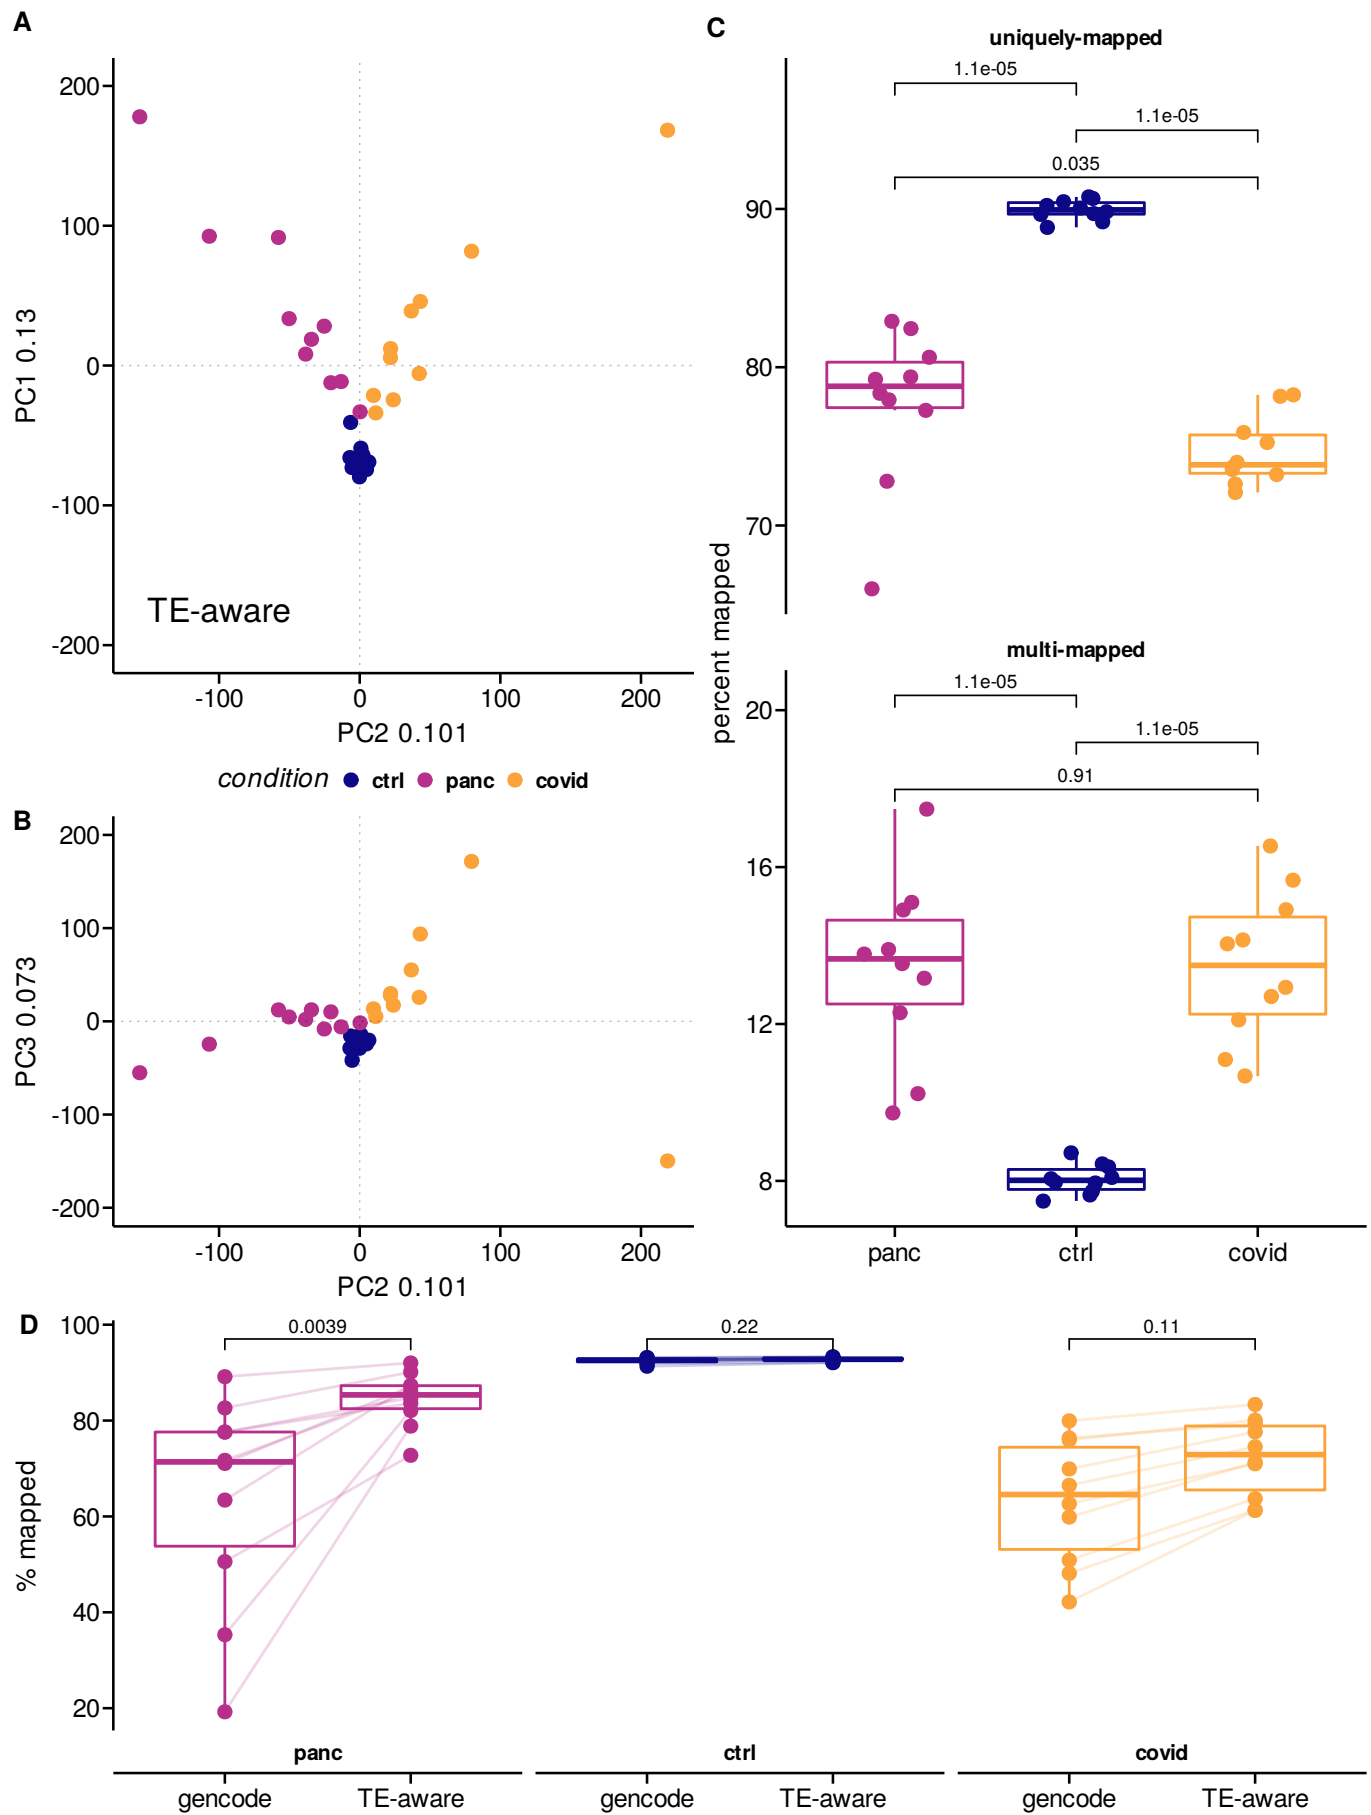 A
200
100
0
-100
-200
PC1 0.13
TE-aware
-100 0 100 200
PC2 0.101
condition ctrl panc covid
B
200
100
0
-100
-200
PC3 0.073
-100 0 100 200
PC2 0.101
C
uniquely-mapped
1.1e-05
1.1e-05
0.035
90
80
70
percent mapped
multi-mapped
1.1e-05
1.1e-05
0.91
20
16
12
8
panc ctrl covid
D
100
80
60
40
20
% mapped
0.0039 0.22 0.11
panc ctrl covid
gencode TE-aware gencode TE-aware gencode TE-aware